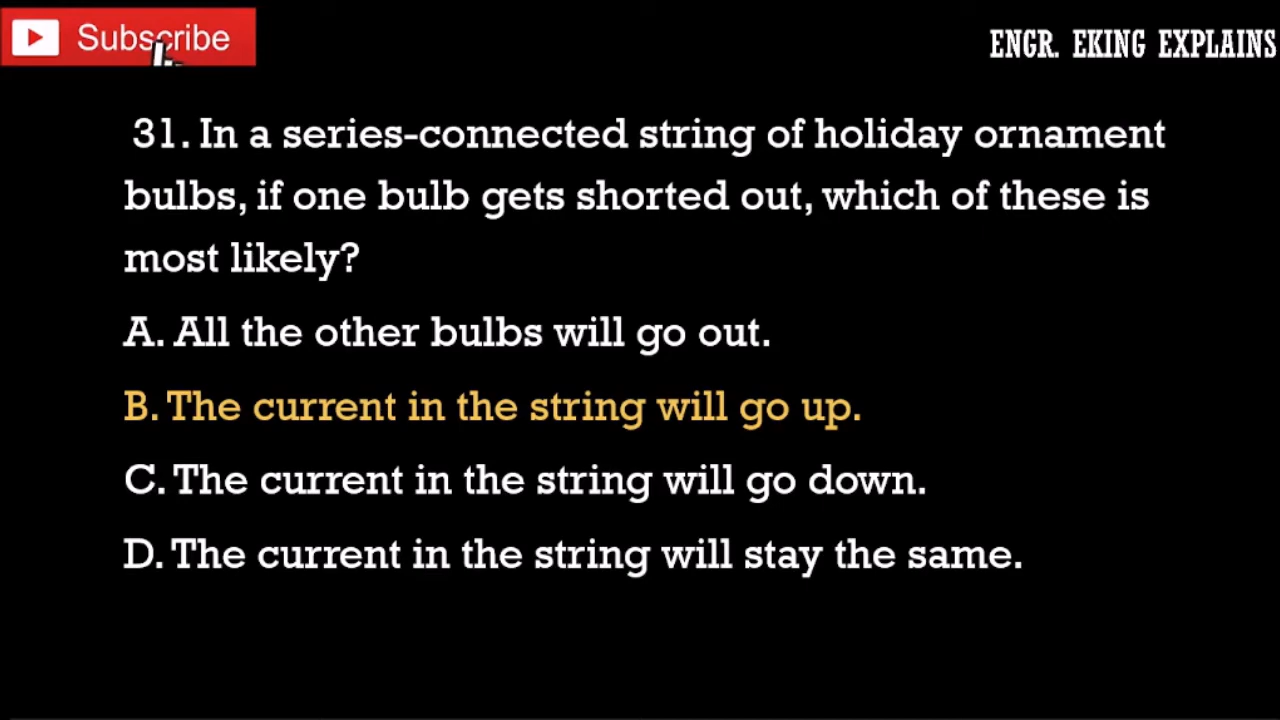 Subscribe
ENGR. EKING EXPLAINS
31. In a series-connected string of holiday ornament
bulbs, if one bulb gets shorted out, which of these is
most likely?
A. All the other bulbs will go out.
B. The current in the string will go up.
C. The current in the string will go down.
D. The current in the string will stay the same.